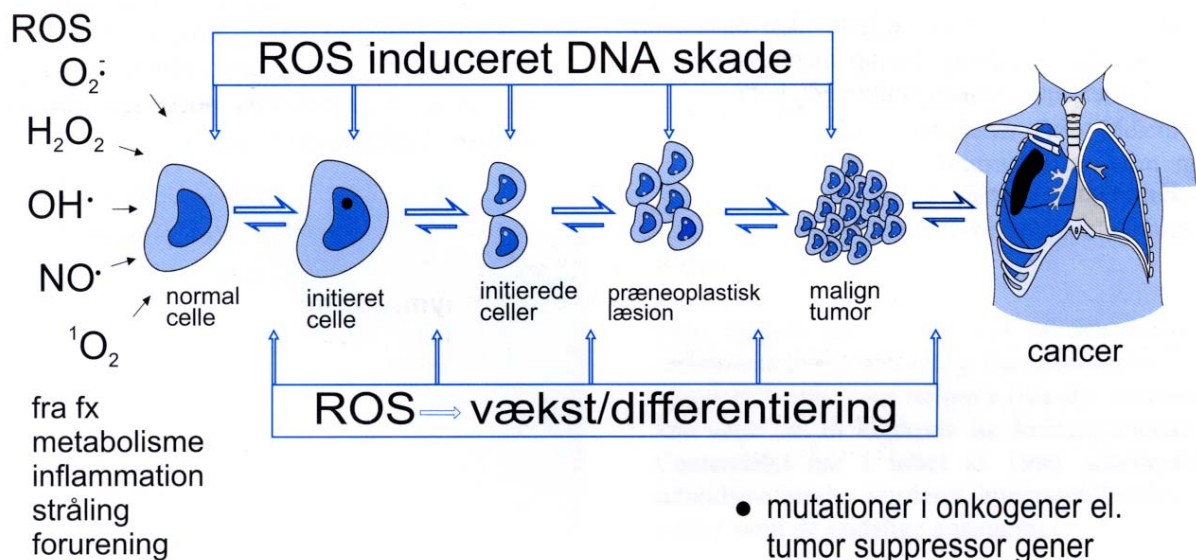 ROS
O₂⁻·
H₂O₂
OH·
NO·
¹O₂
fra fx
metabolisme
inflammation
stråling
forurening
ROS induceret DNA skade
normal
celle
initieret
celle
initierede
celler
præneoplastisk
læsion
malign
tumor
cancer
ROS ⇒ vækst/differentiering
● mutationer i onkogener el.
tumor suppressor gener